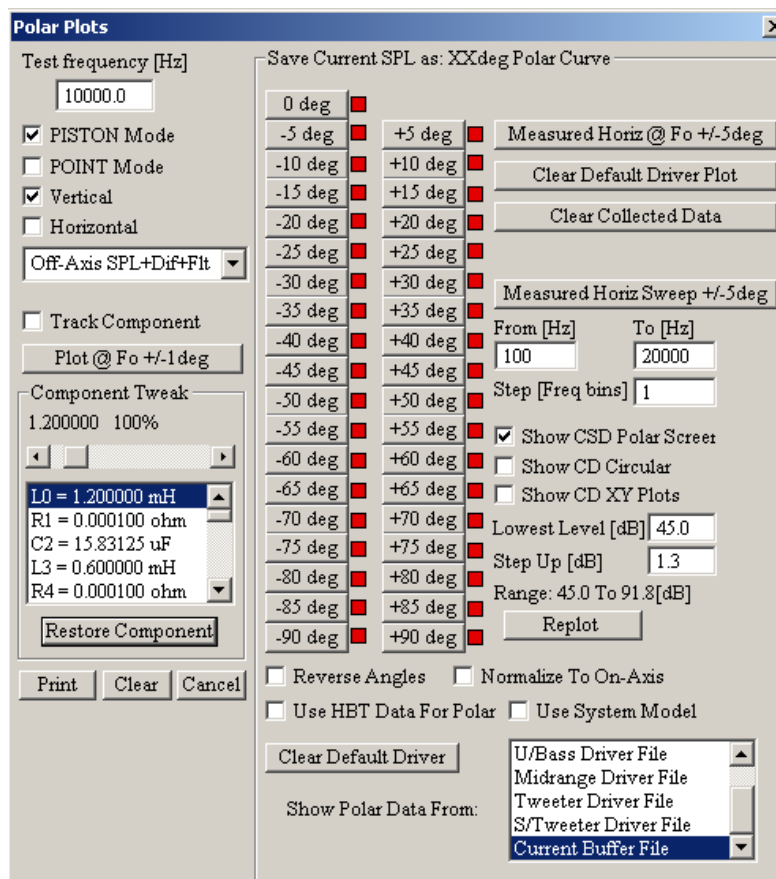 Polar Plots
Test frequency [Hz]
10000.0
PISTON Mode
POINT Mode
Vertical
Horizontal
Off-Axis SPL+Dif+Flt
Track Component
Plot @ Fo +/-1deg
Component Tweak
1.200000 100%
L0 = 1.200000 mH
R1 = 0.000100 ohm
C2 = 15.83125 uF
L3 = 0.600000 mH
R4 = 0.000100 ohm
Restore Component
Print Clear Cancel
Save Current SPL as: XXdeg Polar Curve
0 deg
-5 deg +5 deg
-10 deg +10 deg
-15 deg +15 deg
-20 deg +20 deg
-25 deg +25 deg
-30 deg +30 deg
-35 deg +35 deg
-40 deg +40 deg
-45 deg +45 deg
-50 deg +50 deg
-55 deg +55 deg
-60 deg +60 deg
-65 deg +65 deg
-70 deg +70 deg
-75 deg +75 deg
-80 deg +80 deg
-85 deg +85 deg
-90 deg +90 deg
Measured Horiz @ Fo +/-5deg
Clear Default Driver Plot
Clear Collected Data
Measured Horiz Sweep +/-5deg
From [Hz] To [Hz]
100 20000
Step [Freq bins] 1
Show CSD Polar Screer
Show CD Circular
Show CD XY Plots
Lowest Level [dB] 45.0
Step Up [dB] 1.3
Range: 45.0 To 91.8[dB]
Replot
Reverse Angles Normalize To On-Axis
Use HBT Data For Polar Use System Model
Clear Default Driver
Show Polar Data From:
U/Bass Driver File
Midrange Driver File
Tweeter Driver File
S/Tweeter Driver File
Current Buffer File